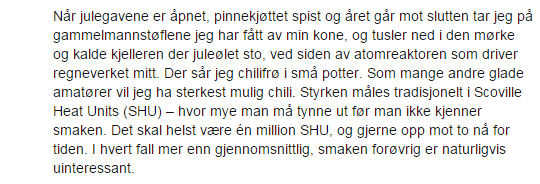 Når julegavene er åpnet, pinnekjøttet spist og året går mot slutten tar jeg på
gammelmannstøflene jeg har fått av min kone, og tusler ned i den mørke
og kalde kjelleren der juleølet sto, ved siden av atomreaktoren som driver
regneverket mitt. Der sår jeg chilifrø i små potter. Som mange andre glade
amatører vil jeg ha sterkest mulig chili. Styrken måles tradisjonelt i Scoville
Heat Units (SHU) – hvor mye man må tynne ut før man ikke kjenner
smaken. Det skal helst være én million SHU, og gjerne opp mot to nå for
tiden. I hvert fall mer enn gjennomsnittlig, smaken forøvrig er naturligvis
uinteressant.